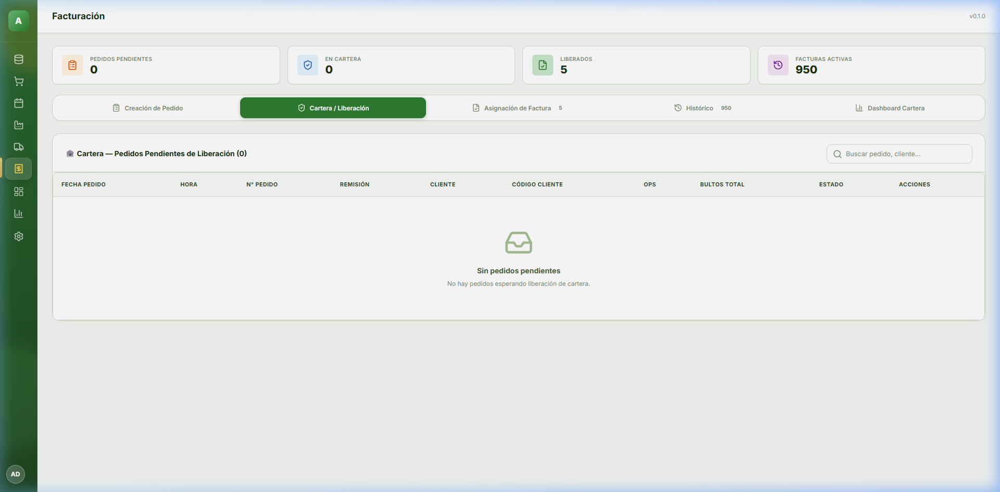 A
Facturación
v0.1.0
PEDIDOS PENDIENTES
0
EN CARTERA
0
LIBERADOS
5
FACTURAS ACTIVAS
950
Creación de Pedido
Cartera / Liberación
Asignación de Factura 5
Histórico 950
Dashboard Cartera
Cartera — Pedidos Pendientes de Liberación (0)
Buscar pedido, cliente...
FECHA PEDIDO HORA N° PEDIDO REMISIÓN CLIENTE CÓDIGO CLIENTE OPS BULTOS TOTAL ESTADO ACCIONES
Sin pedidos pendientes
No hay pedidos esperando liberación de cartera.
AD